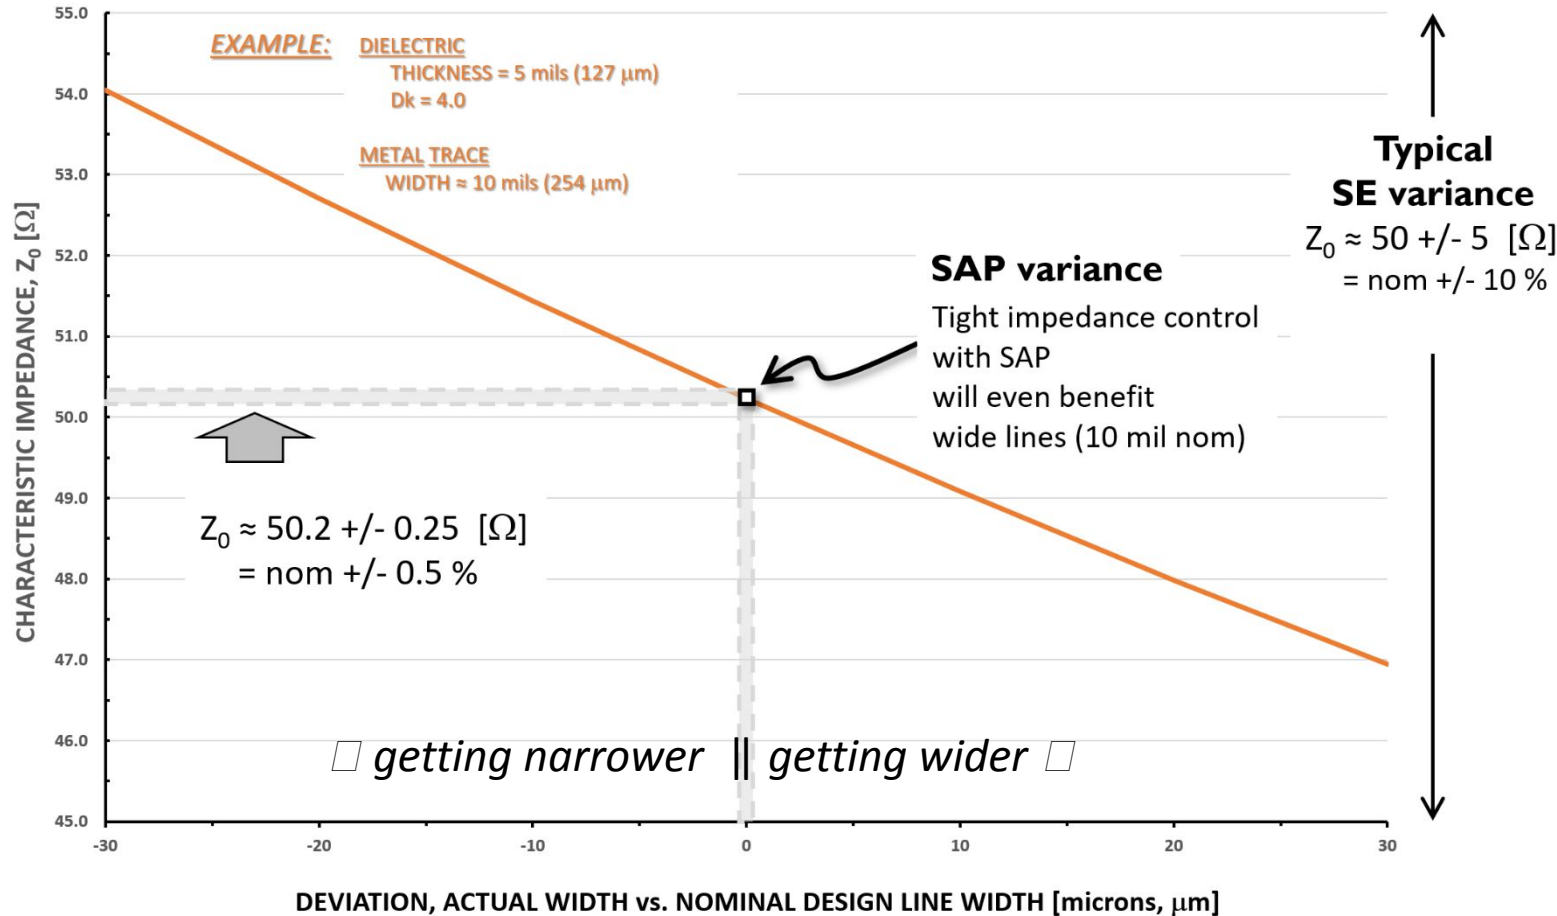 EXAMPLE:
DIELECTRIC
THICKNESS = 5 mils (127 μm)
Dk = 4.0
METAL TRACE
WIDTH ≈ 10 mils (254 μm)
CHARACTERISTIC IMPEDANCE, Z₀ [Ω]
55.0
54.0
53.0
52.0
51.0
50.0
49.0
48.0
47.0
46.0
45.0
Typical
SE variance
Z₀ ≈ 50 +/- 5 [Ω]
= nom +/- 10 %
SAP variance
Tight impedance control
with SAP
will even benefit
wide lines (10 mil nom)
Z₀ ≈ 50.2 +/- 0.25 [Ω]
= nom +/- 0.5 %
□ getting narrower || getting wider □
-30 -20 -10 0 10 20 30
DEVIATION, ACTUAL WIDTH vs. NOMINAL DESIGN LINE WIDTH [microns, μm]